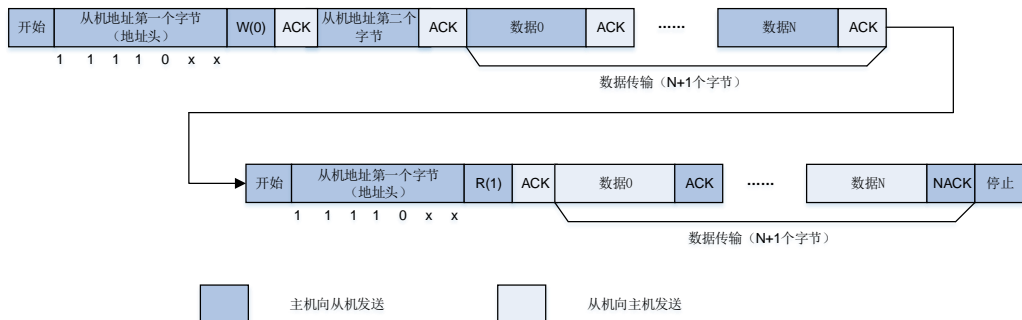 开始 从机地址第一个字节（地址头） W(0) ACK 从机地址第二个字节 ACK 数据0 ACK ······ 数据N ACK
1 1 1 1 0 x x
数据传输（N+1个字节）
开始 从机地址第一个字节（地址头） R(1) ACK 数据0 ACK ······ 数据N NACK 停止
1 1 1 1 0 x x
数据传输（N+1个字节）
主机向从机发送 从机向主机发送